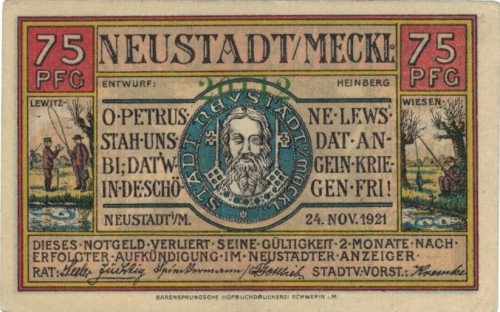 75 PFG
NEUSTADT/MECKL·
75 PFG
ENTWURF:
HEINBERG
LEWITZ-
WIESEN·
O·PETRUS·
STAH·UNS·
BI; DAT'W
IN·DE·SCHÖ
STADT·NEVSTADT i/MECKL
NE·LEWS·
DAT·AN-
GEIN·KRIE-
GEN·FRI!
NEUSTADT I/M.
24. NOV. 1921
DIESES·NOTGELD·VERLIERT·SEINE·GÜLTIGKEIT·2·MONATE·NACH·
ERFOLGTER·AUFKÜNDIGUNG·IM·NEUSTÄDTER·ANZEIGER·
RAT:
STADTV·VORST.:
BÄRENSPRUNGSCHE HOFBUCHDRUCKEREI SCHWERIN i. M.